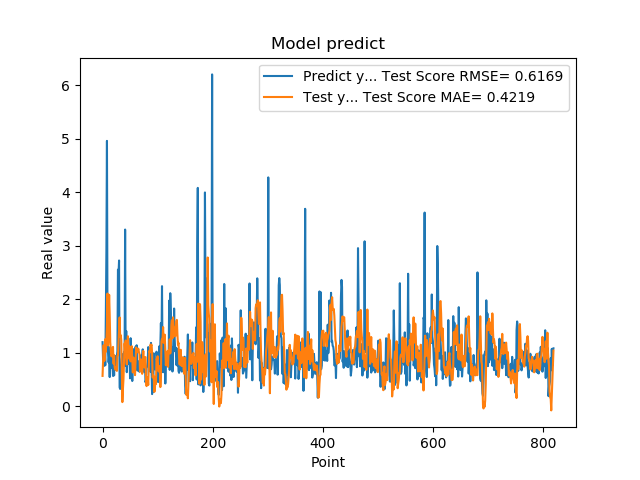 Model predict
Predict y... Test Score RMSE= 0.6169
Test y... Test Score MAE= 0.4219
6
5
4
3
2
1
0
Real value
0 200 400 600 800
Point